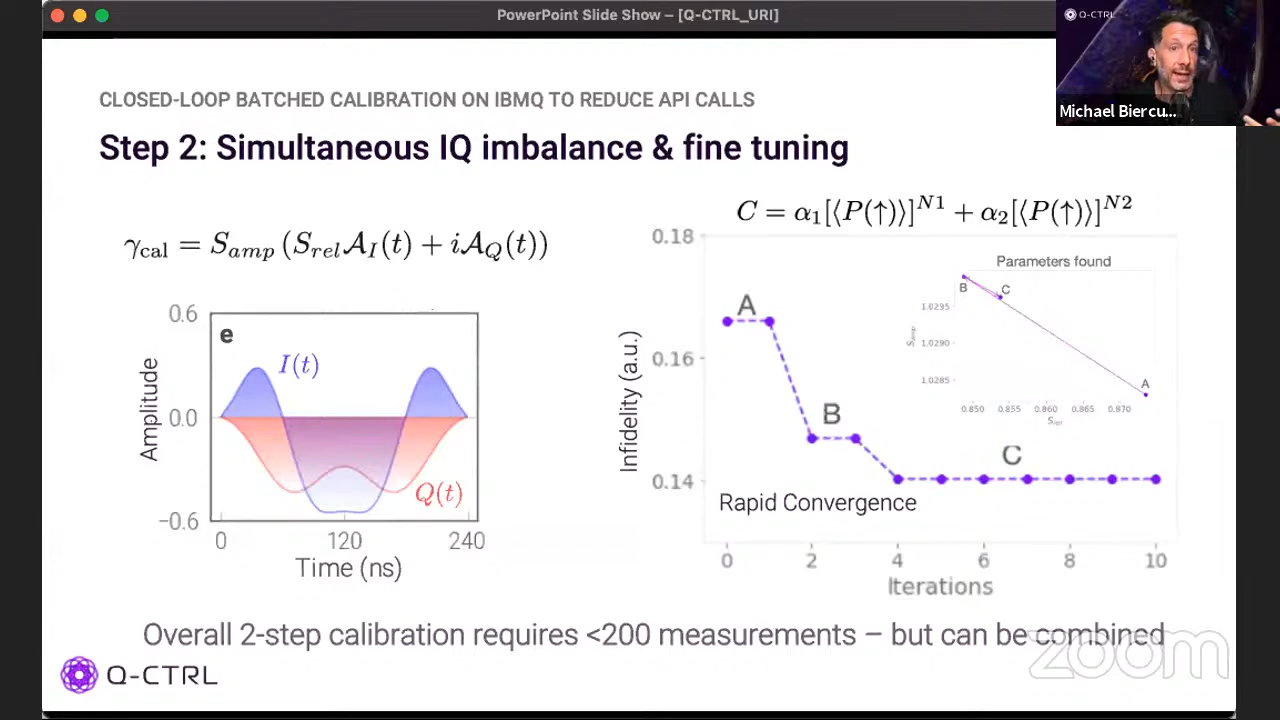 PowerPoint Slide Show – [Q-CTRL_URI]
Q-CTRL
Michael Biercu...
CLOSED-LOOP BATCHED CALIBRATION ON IBMQ TO REDUCE API CALLS
Step 2: Simultaneous IQ imbalance & fine tuning
γcal = Samp (Srel𝒜I(t) + i𝒜Q(t))
C = α1[⟨P(↑)⟩]^N1 + α2[⟨P(↑)⟩]^N2
0.6
0.0
−0.6
Amplitude
e
I(t)
Q(t)
0 120 240
Time (ns)
0.18
0.16
0.14
Infidelity (a.u.)
A
B
C
Rapid Convergence
0 2 4 6 8 10
Iterations
Parameters found
B
C
A
1.0295
1.0290
1.0285
Samp
0.850 0.855 0.860 0.865 0.870
Srel
Overall 2-step calibration requires <200 measurements – but can be combined
Q-CTRL
zoom